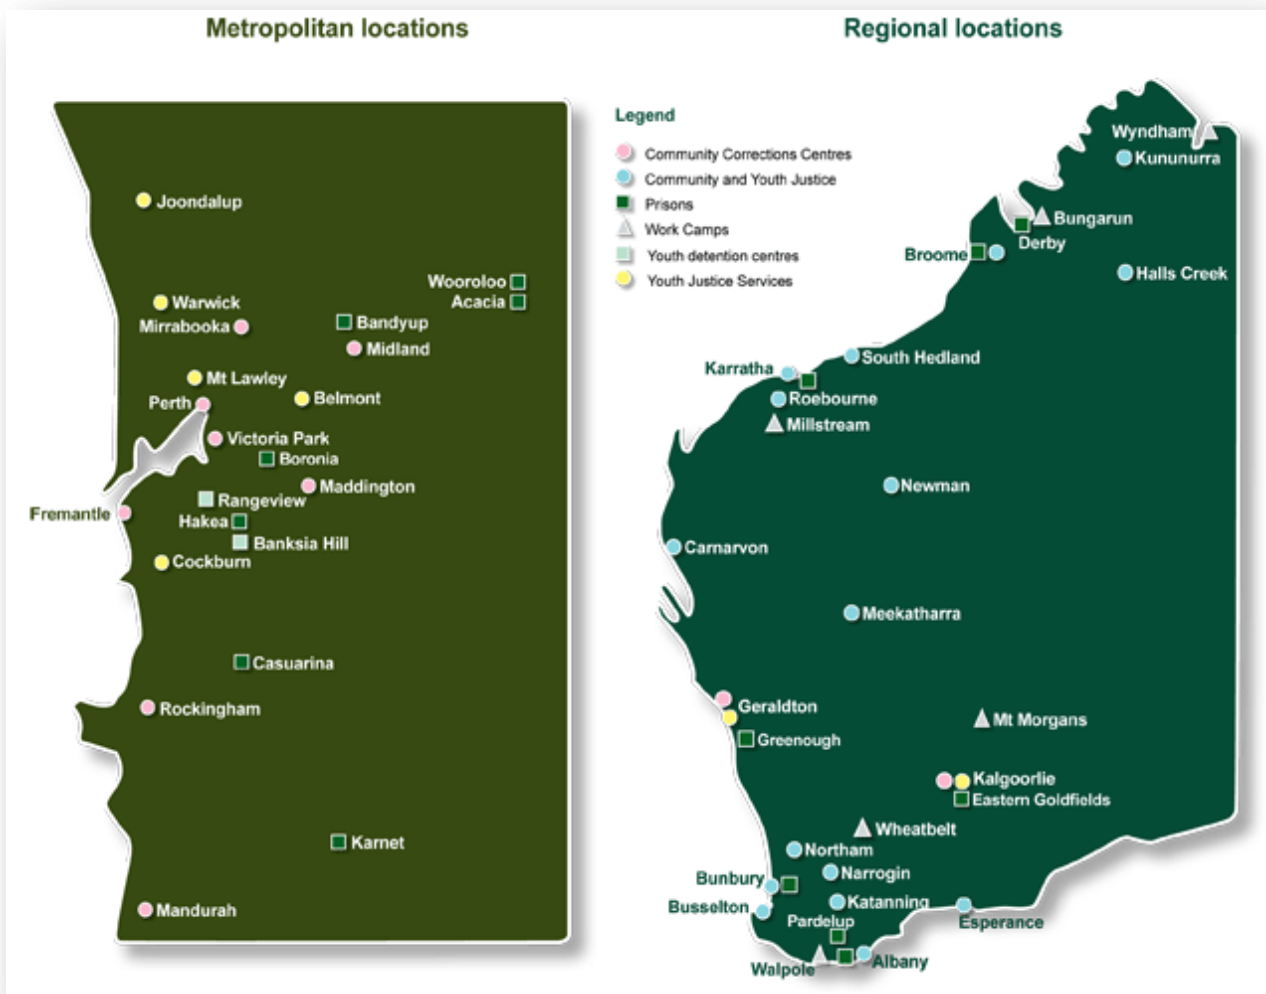 Metropolitan locations
Joondalup
Wooroloo
Acacia
Warwick
Mirrabooka
Bandyup
Midland
Mt Lawley
Perth
Belmont
Victoria Park
Boronia
Maddington
Rangeview
Fremantle
Hakea
Banksia Hill
Cockburn
Casuarina
Rockingham
Karnet
Mandurah
Regional locations
Legend
Community Corrections Centres
Community and Youth Justice
Prisons
Work Camps
Youth detention centres
Youth Justice Services
Wyndham
Kununurra
Bungarun
Derby
Broome
Halls Creek
South Hedland
Karratha
Roebourne
Millstream
Newman
Carnarvon
Meekatharra
Geraldton
Mt Morgans
Greenough
Kalgoorlie
Eastern Goldfields
Wheatbelt
Northam
Narrogin
Bunbury
Katanning
Busselton
Pardelup
Esperance
Albany
Walpole